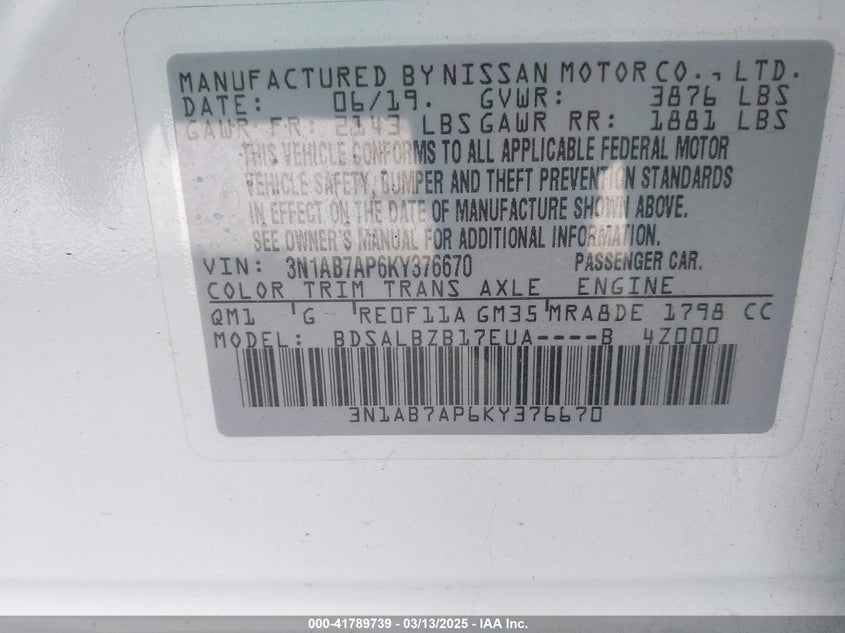 MANUFACTURED BY NISSAN MOTOR CO., LTD.
DATE: 06/19. GVWR: 3876 LBS
GAWR FR: 2143 LBS GAWR RR: 1881 LBS
THIS VEHICLE CONFORMS TO ALL APPLICABLE FEDERAL MOTOR
VEHICLE SAFETY, BUMPER AND THEFT PREVENTION STANDARDS
IN EFFECT ON THE DATE OF MANUFACTURE SHOWN ABOVE.
SEE OWNER'S MANUAL FOR ADDITIONAL INFORMATION.
VIN: 3N1AB7AP6KY376670 PASSENGER CAR.
COLOR TRIM TRANS AXLE ENGINE
QM1 G RE0F11A GM35 MRA8DE 1798 CC
MODEL: BDSALBZB17EUA----B 4Z000
3N1AB7AP6KY376670
000-41789739 - 03/13/2025 - IAA Inc.